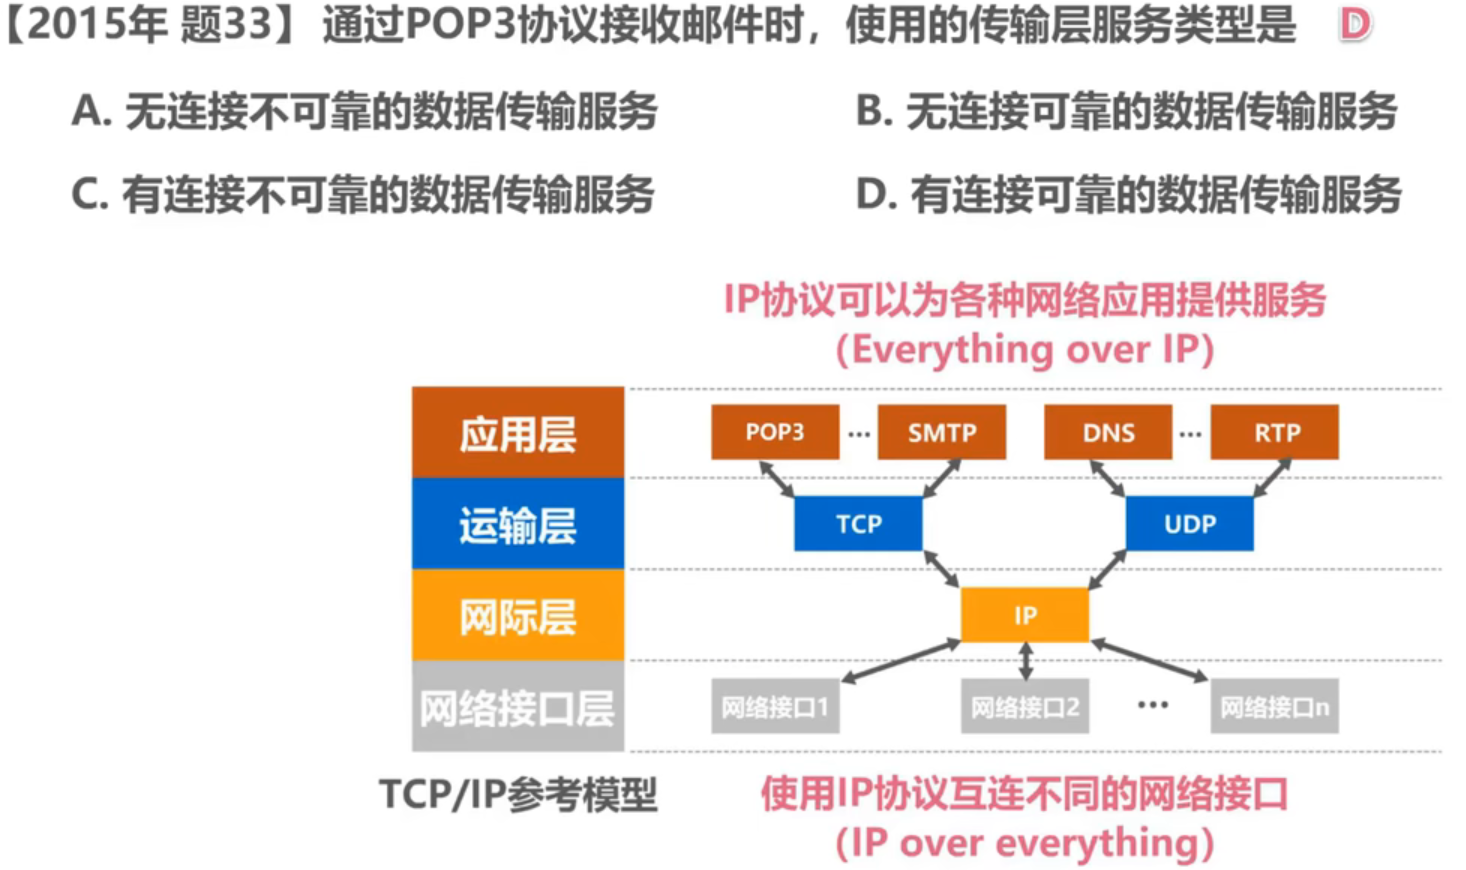 【2015年 题33】 通过POP3协议接收邮件时，使用的传输层服务类型是 D
A. 无连接不可靠的数据传输服务 B. 无连接可靠的数据传输服务
C. 有连接不可靠的数据传输服务 D. 有连接可靠的数据传输服务
IP协议可以为各种网络应用提供服务
（Everything over IP）
应用层 POP3 ··· SMTP DNS ··· RTP
运输层 TCP UDP
网际层 IP
网络接口层 网络接口1 网络接口2 ··· 网络接口n
TCP/IP参考模型 使用IP协议互连不同的网络接口
（IP over everything）